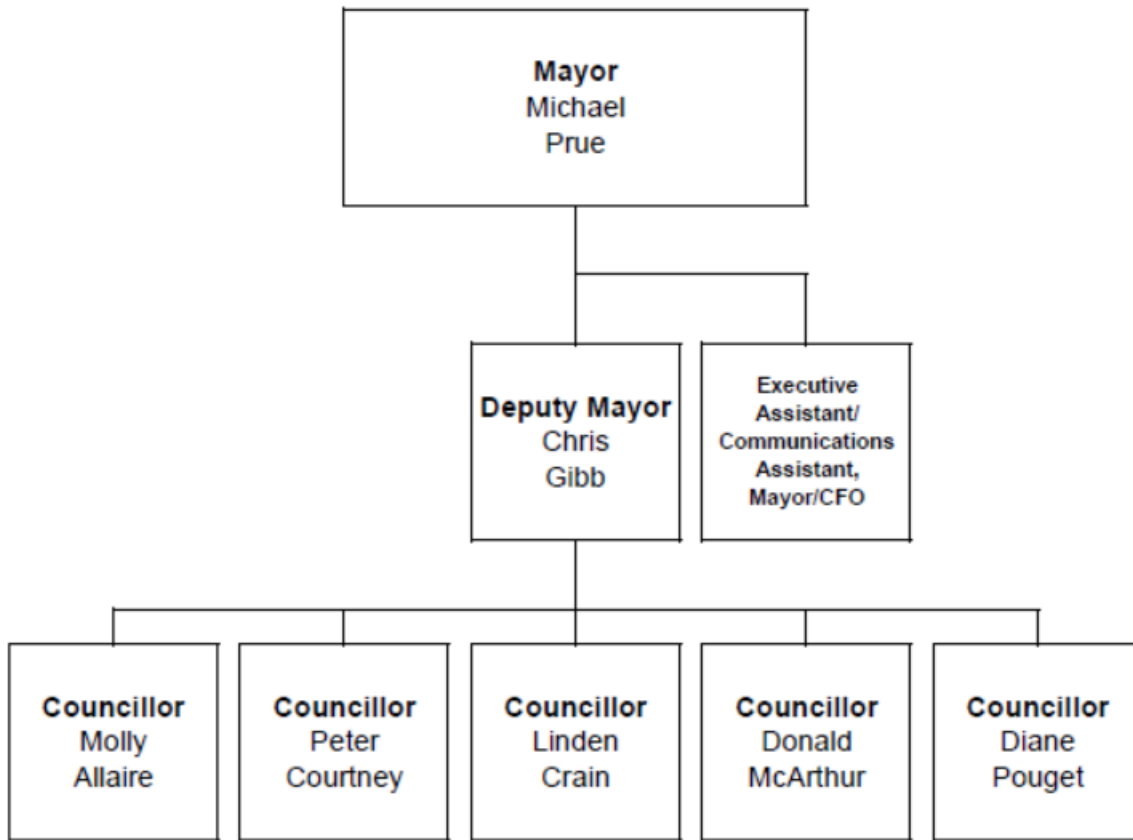 Mayor
Michael
Prue
Deputy Mayor
Chris
Gibb
Executive
Assistant/
Communications
Assistant,
Mayor/CFO
Councillor
Molly
Allaire
Councillor
Peter
Courtney
Councillor
Linden
Crain
Councillor
Donald
McArthur
Councillor
Diane
Pouget